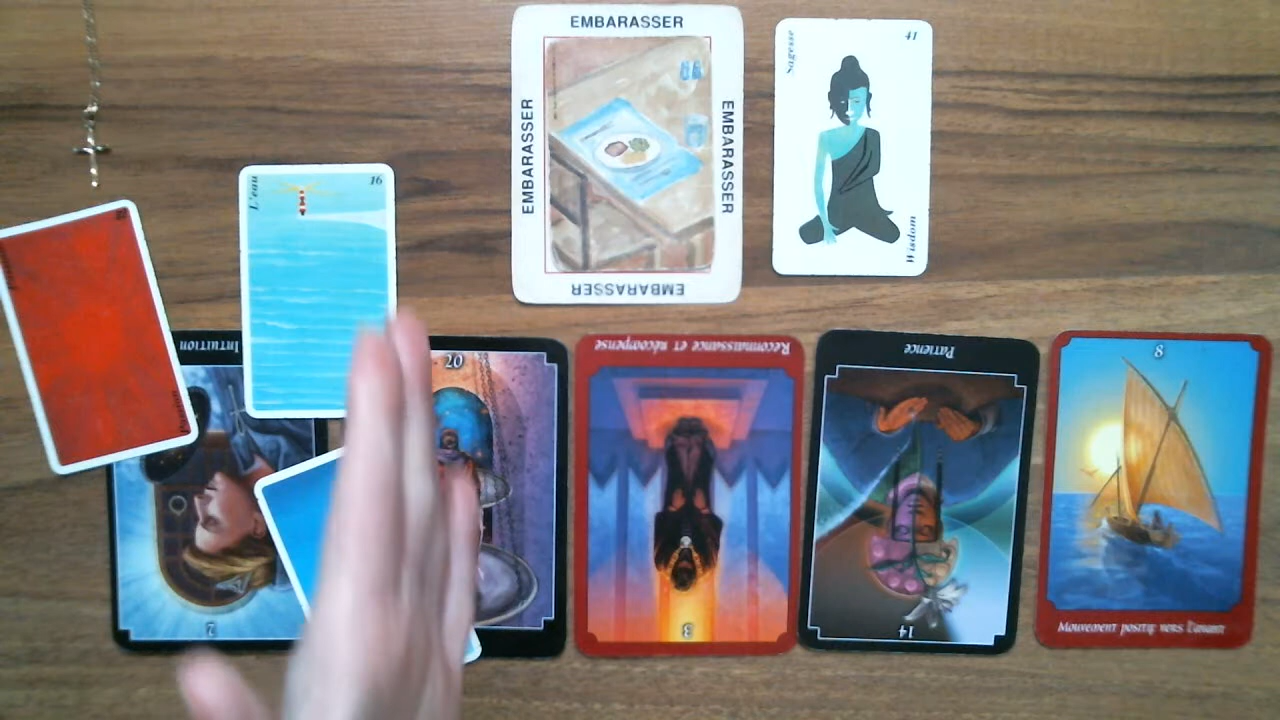 EMBARASSER
EMBARASSER
EMBARASSER
EMBARASSER
Sagesse
41
Wisdom
L'eau
16
Intuition
2
20
Reconnaissance et récompense
3
Patience
14
8
Mouvement positif vers l'avant